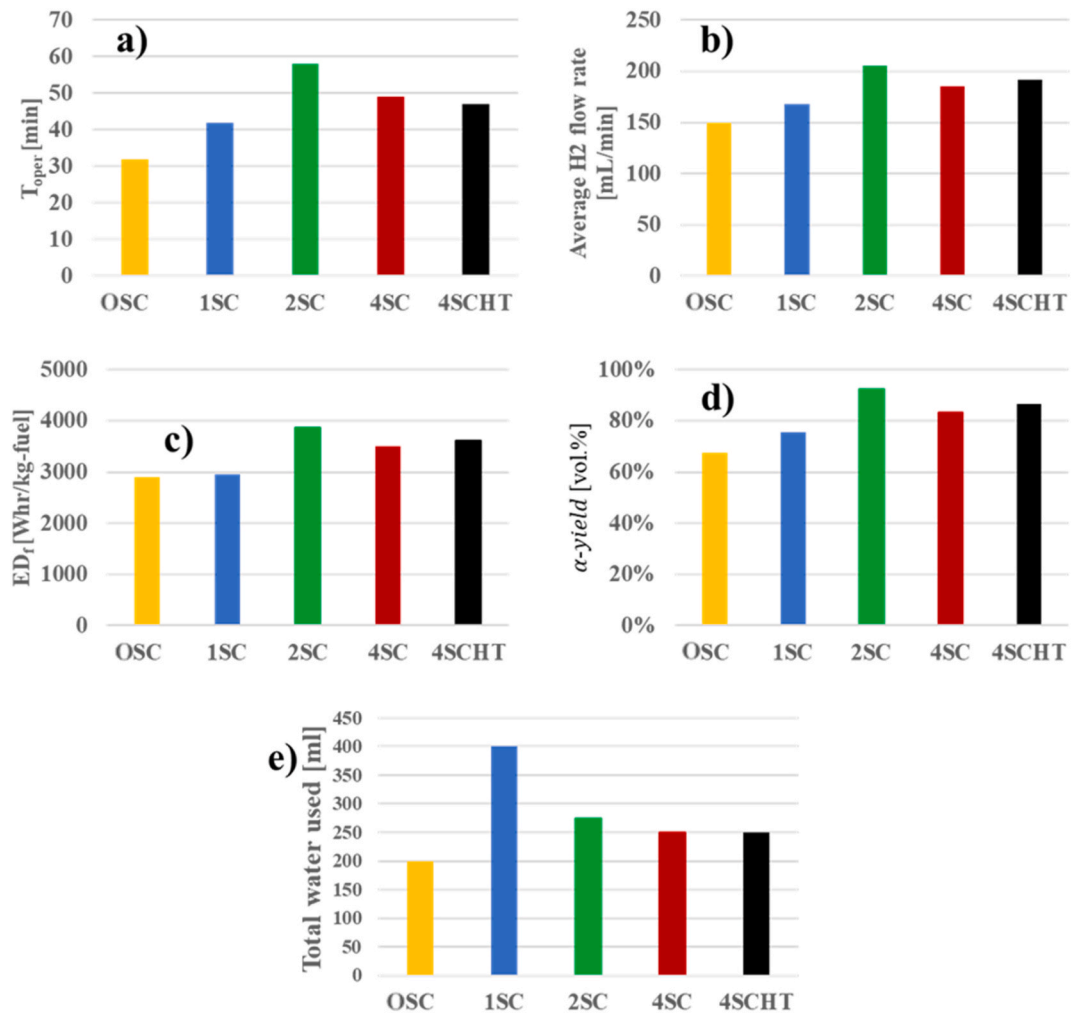 a)
T_oper [min]
70
60
50
40
30
20
10
0
OSC 1SC 2SC 4SC 4SCHT
b)
Average H2 flow rate
[mL/min]
250
200
150
100
50
0
OSC 1SC 2SC 4SC 4SCHT
c)
ED_f [Whr/kg-fuel]
5000
4000
3000
2000
1000
0
OSC 1SC 2SC 4SC 4SCHT
d)
α-yield [vol.%]
100%
80%
60%
40%
20%
0%
OSC 1SC 2SC 4SC 4SCHT
e)
Total water used [ml]
450
400
350
300
250
200
150
100
50
0
OSC 1SC 2SC 4SC 4SCHT